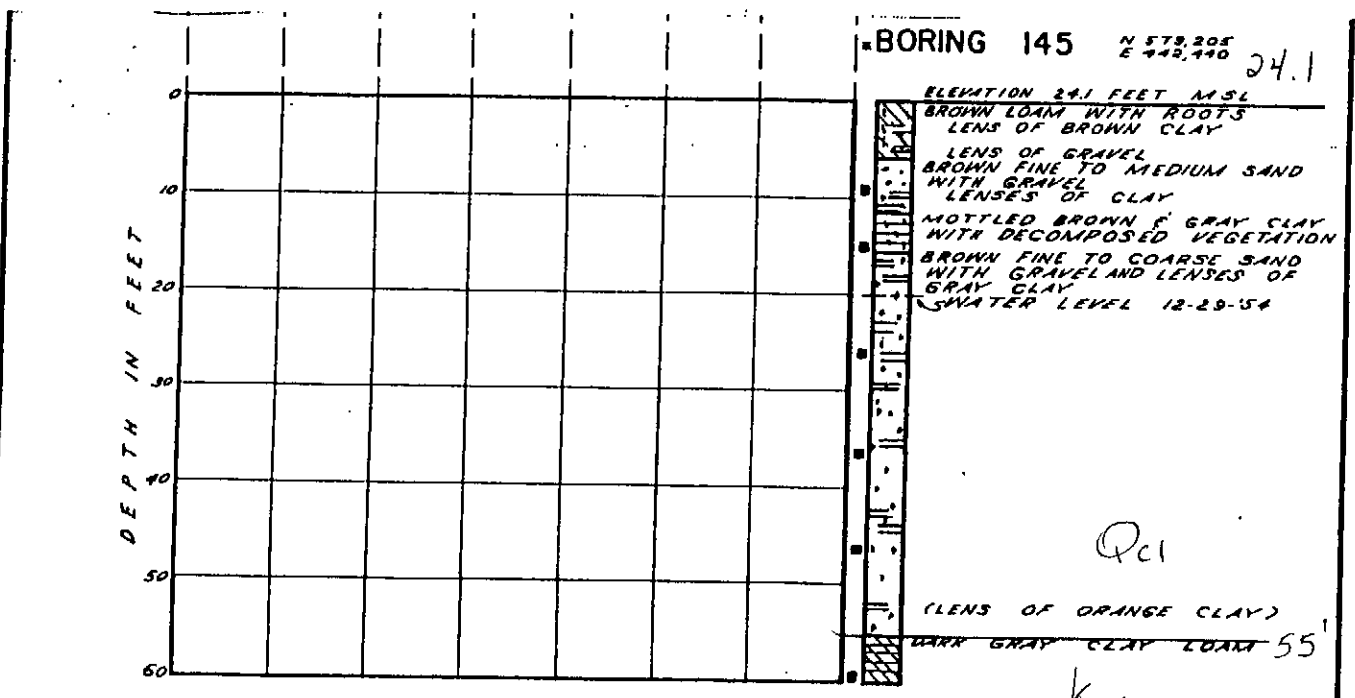 BORING 145
N 579,205
E 442,440
24.1
ELEVATION 24.1 FEET MSL
BROWN LOAM WITH ROOTS
LENS OF BROWN CLAY
LENS OF GRAVEL
BROWN FINE TO MEDIUM SAND
WITH GRAVEL
LENSES OF CLAY
MOTTLED BROWN & GRAY CLAY
WITH DECOMPOSED VEGETATION
BROWN FINE TO COARSE SAND
WITH GRAVEL AND LENSES OF
GRAY CLAY
WATER LEVEL 12-29-'54
DEPTH IN FEET
0
10
20
30
40
50
60
Qcl
(LENS OF ORANGE CLAY)
DARK GRAY CLAY LOAM 55'